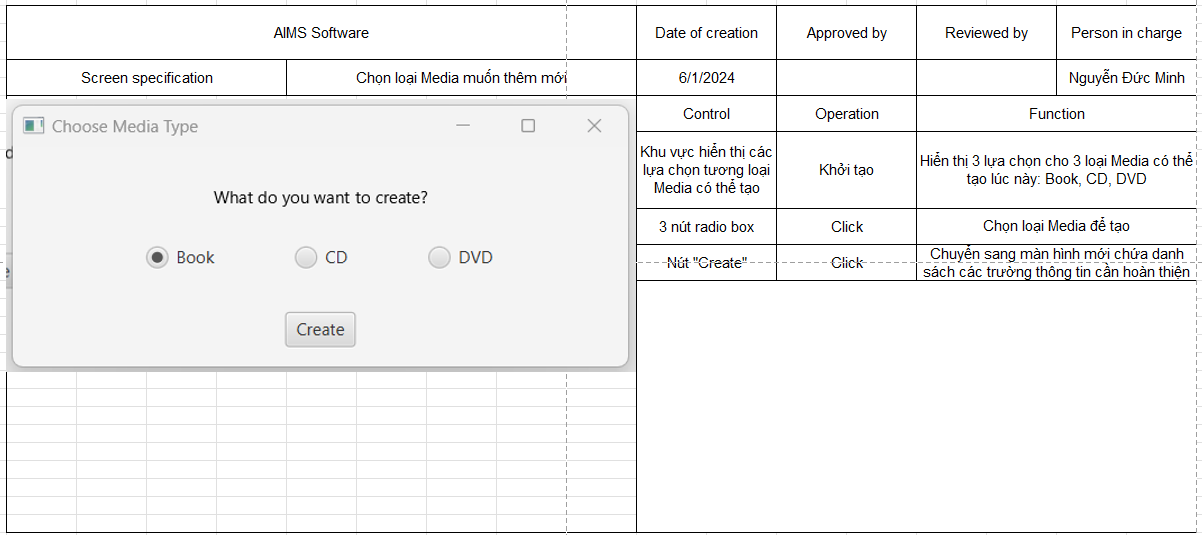 AIMS Software
Date of creation
Approved by
Reviewed by
Person in charge
Screen specification
Chọn loại Media muốn thêm mới
6/1/2024
Nguyễn Đức Minh
Choose Media Type
What do you want to create?
Book
CD
DVD
Create
Control
Operation
Function
Khu vực hiển thị các
lựa chọn tương loại
Media có thể tạo
Khởi tạo
Hiển thị 3 lựa chọn cho 3 loại Media có thể
tạo lúc này: Book, CD, DVD
3 nút radio box
Click
Chọn loại Media để tạo
Nút "Create"
Click
Chuyển sang màn hình mới chứa danh
sách các trường thông tin cần hoàn thiện